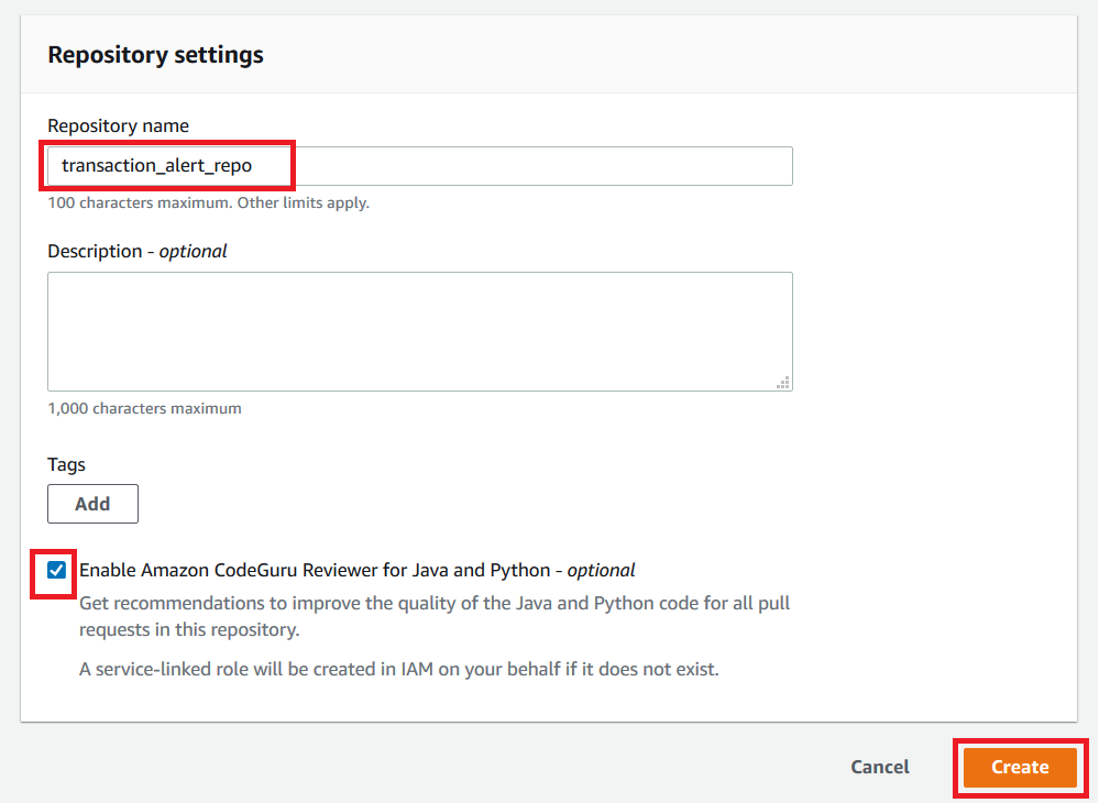 Repository settings
Repository name
transaction_alert_repo
100 characters maximum. Other limits apply.
Description - optional
1,000 characters maximum
Tags
Add
Enable Amazon CodeGuru Reviewer for Java and Python - optional
Get recommendations to improve the quality of the Java and Python code for all pull
requests in this repository.
A service-linked role will be created in IAM on your behalf if it does not exist.
Cancel
Create